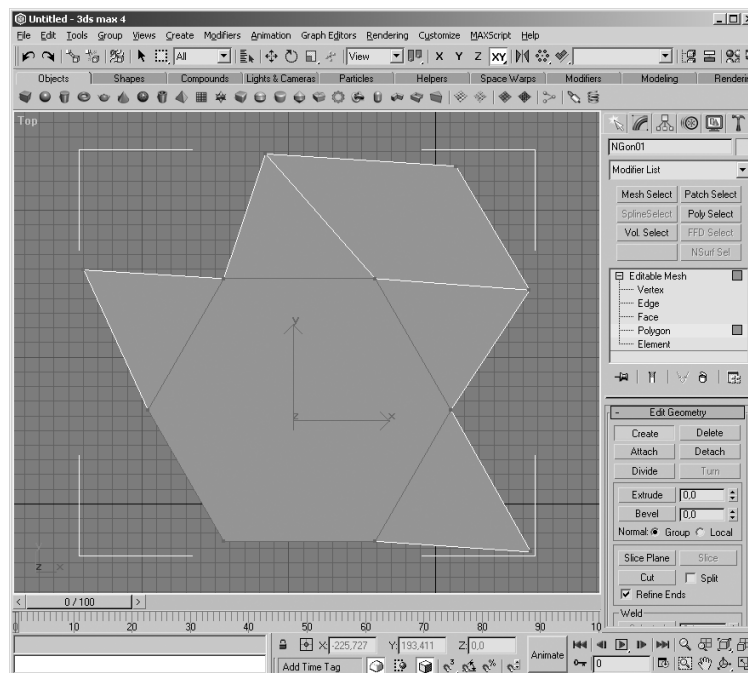 Untitled - 3ds max 4
File Edit Tools Group Views Create Modifiers Animation Graph Editors Rendering Customize MAXScript Help
All View X Y Z XY
Objects Shapes Compounds Lights & Cameras Particles Helpers Space Warps Modifiers Modeling Renderin
Top
NGon01
Modifier List
Mesh Select Patch Select
SplineSelect Poly Select
Vol. Select FFD Select
NSurf Sel
Editable Mesh
Vertex
Edge
Face
Polygon
Element
y
z x
- Edit Geometry
Create Delete
Attach Detach
Divide Turn
Extrude 0,0
Bevel 0,0
Normal: Group Local
Slice Plane Slice
Cut Split
Refine Ends
Weld
z x
< 0 / 100 >
10 20 30 40 50 60 70 80 90 10
X: -225,727 Y: 193,411 Z: 0,0
Add Time Tag
Animate
0